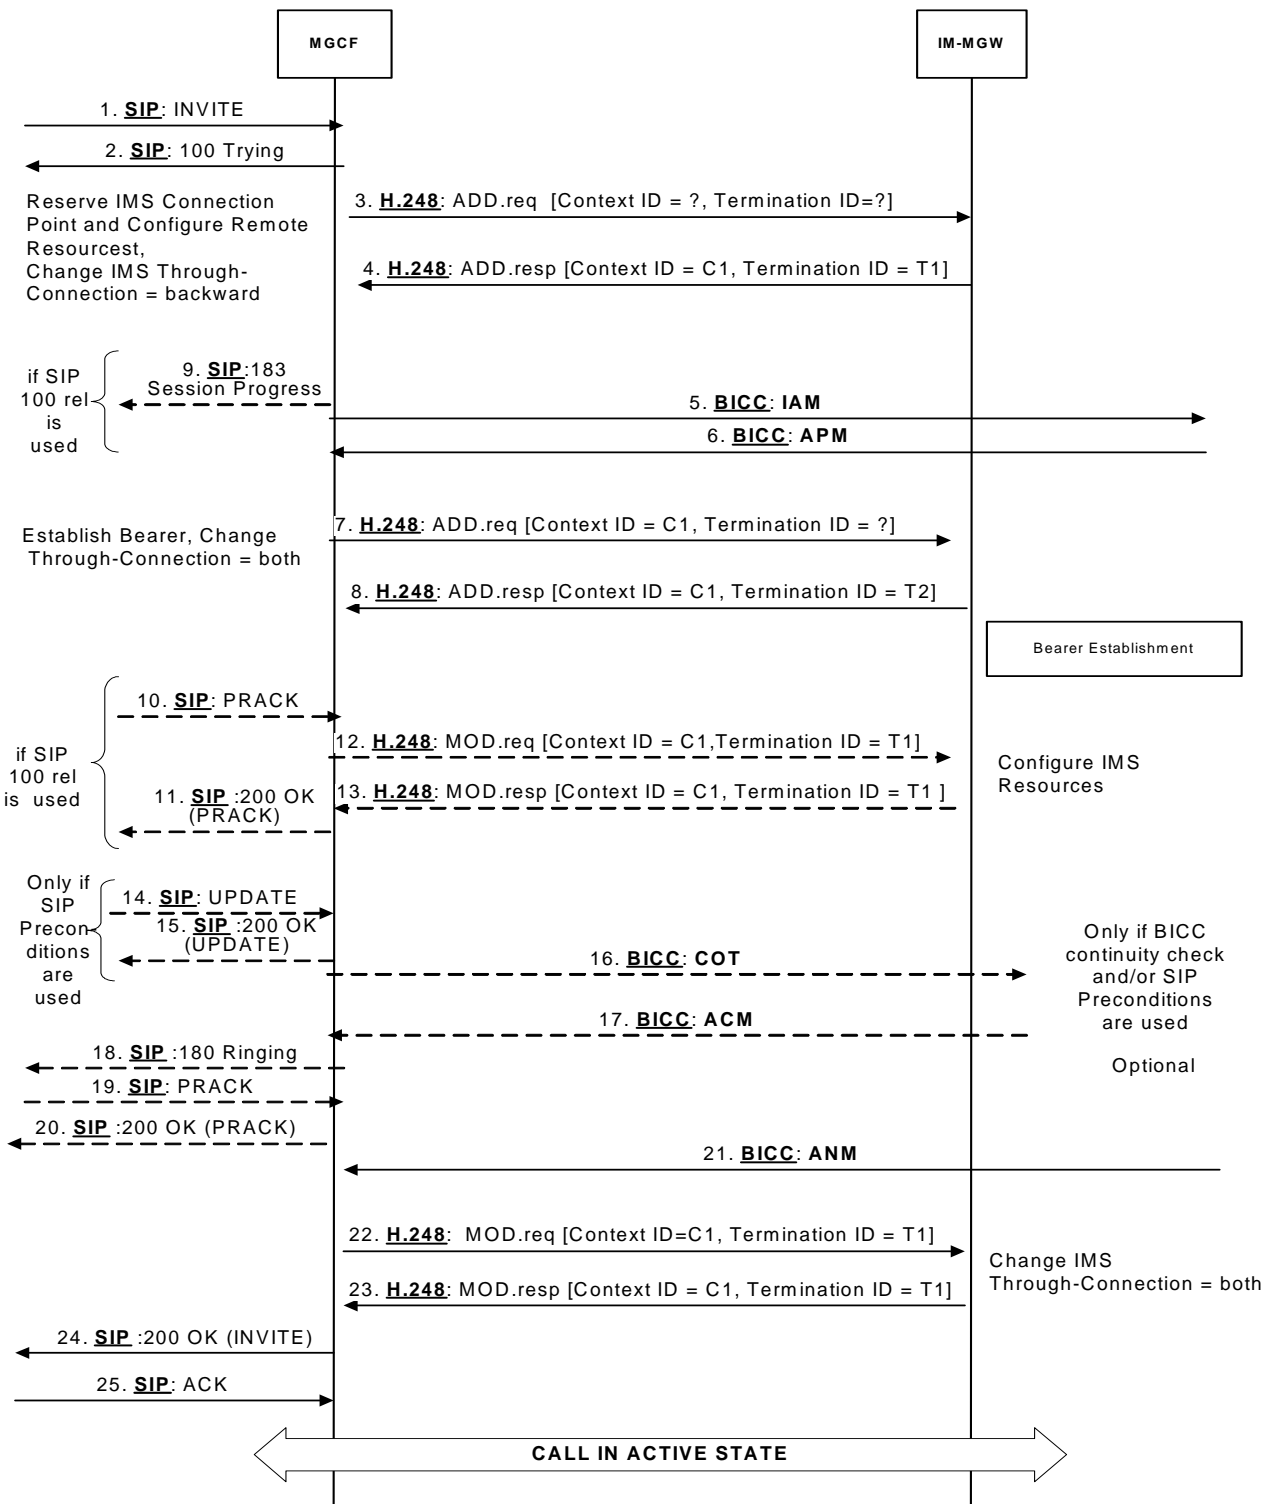 MGCF
IM-MGW
1. SIP: INVITE
2. SIP: 100 Trying
Reserve IMS Connection
Point and Configure Remote
Resourcest,
Change IMS Through-
Connection = backward
3. H.248: ADD.req [Context ID = ?, Termination ID=?]
4. H.248: ADD.resp [Context ID = C1, Termination ID = T1]
if SIP
100 rel
is
used
9. SIP:183
Session Progress
5. BICC: IAM
6. BICC: APM
Establish Bearer, Change
Through-Connection = both
7. H.248: ADD.req [Context ID = C1, Termination ID = ?]
8. H.248: ADD.resp [Context ID = C1, Termination ID = T2]
Bearer Establishment
if SIP
100 rel
is used
10. SIP: PRACK
12. H.248: MOD.req [Context ID = C1,Termination ID = T1]
11. SIP :200 OK
(PRACK)
13. H.248: MOD.resp [Context ID = C1, Termination ID = T1 ]
Configure IMS
Resources
Only if
SIP
Precon
ditions
are
used
14. SIP: UPDATE
15. SIP :200 OK
(UPDATE)
16. BICC: COT
Only if BICC
continuity check
and/or SIP
Preconditions
are used
17. BICC: ACM
Optional
18. SIP :180 Ringing
19. SIP: PRACK
20. SIP :200 OK (PRACK)
21. BICC: ANM
22. H.248: MOD.req [Context ID=C1, Termination ID = T1]
23. H.248: MOD.resp [Context ID = C1, Termination ID = T1]
Change IMS
Through-Connection = both
24. SIP :200 OK (INVITE)
25. SIP: ACK
CALL IN ACTIVE STATE